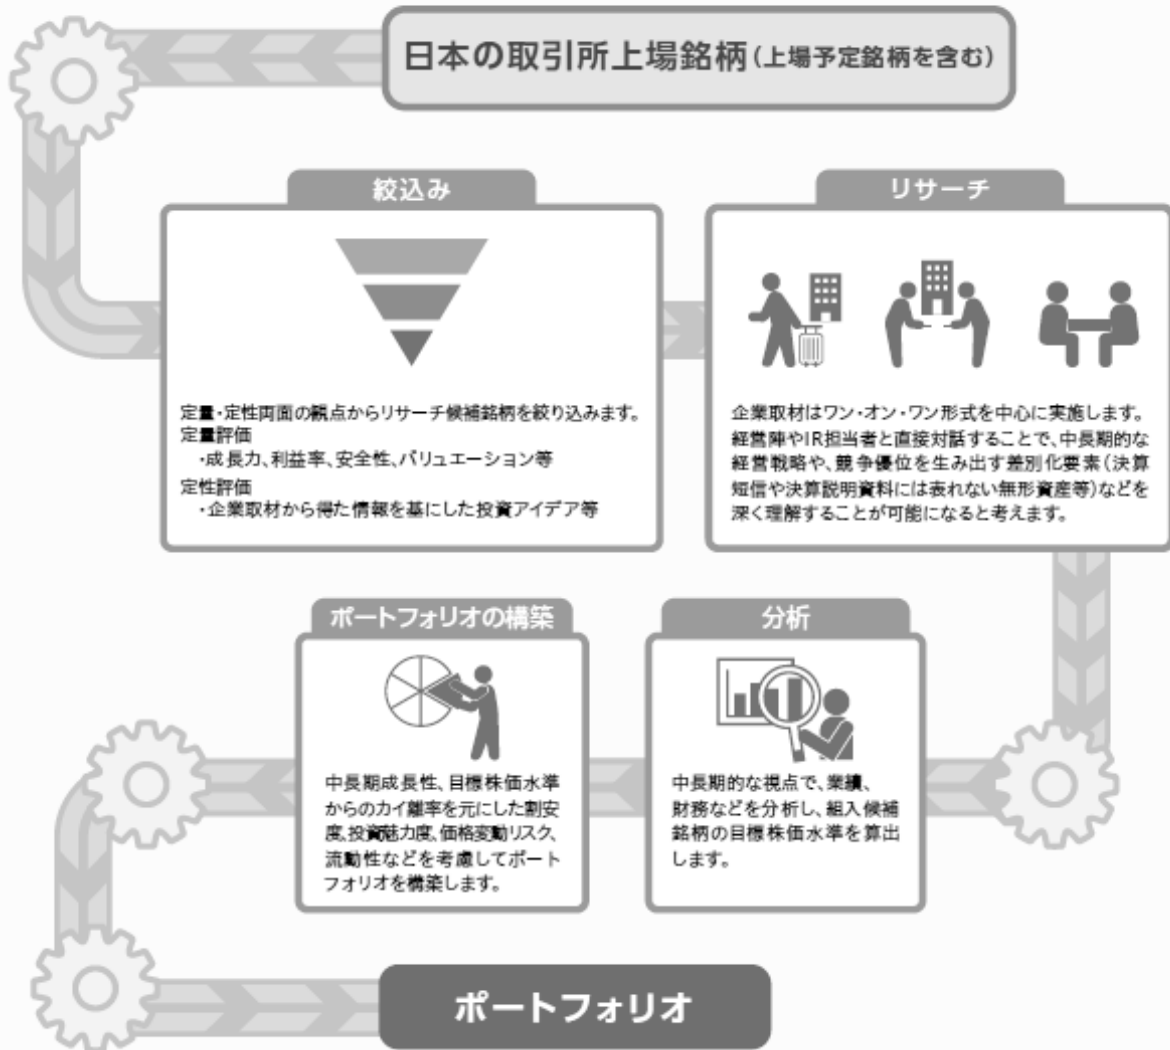 日本の取引所上場銘柄(上場予定銘柄を含む)
絞込み
定量・定性両面の観点からリサーチ候補銘柄を絞り込みます。
定量評価
・成長力、利益率、安全性、バリュエーション等
定性評価
・企業取材から得た情報を基にした投資アイデア等
リサーチ
企業取材はワン・オン・ワン形式を中心に実施します。
経営陣やIR担当者と直接対話することで、中長期的な
経営戦略や、競争優位を生み出す差別化要素(決算
短信や決算説明資料には表れない無形資産等)などを
深く理解することが可能になると考えます。
分析
中長期的な視点で、業績、
財務などを分析し、組入候補
銘柄の目標株価水準を算出
します。
ポートフォリオの構築
中長期成長性、目標株価水準
からのカイ離率を元にした割安
度、投資魅力度、価格変動リスク、
流動性などを考慮してポート
フォリオを構築します。
ポートフォリオ